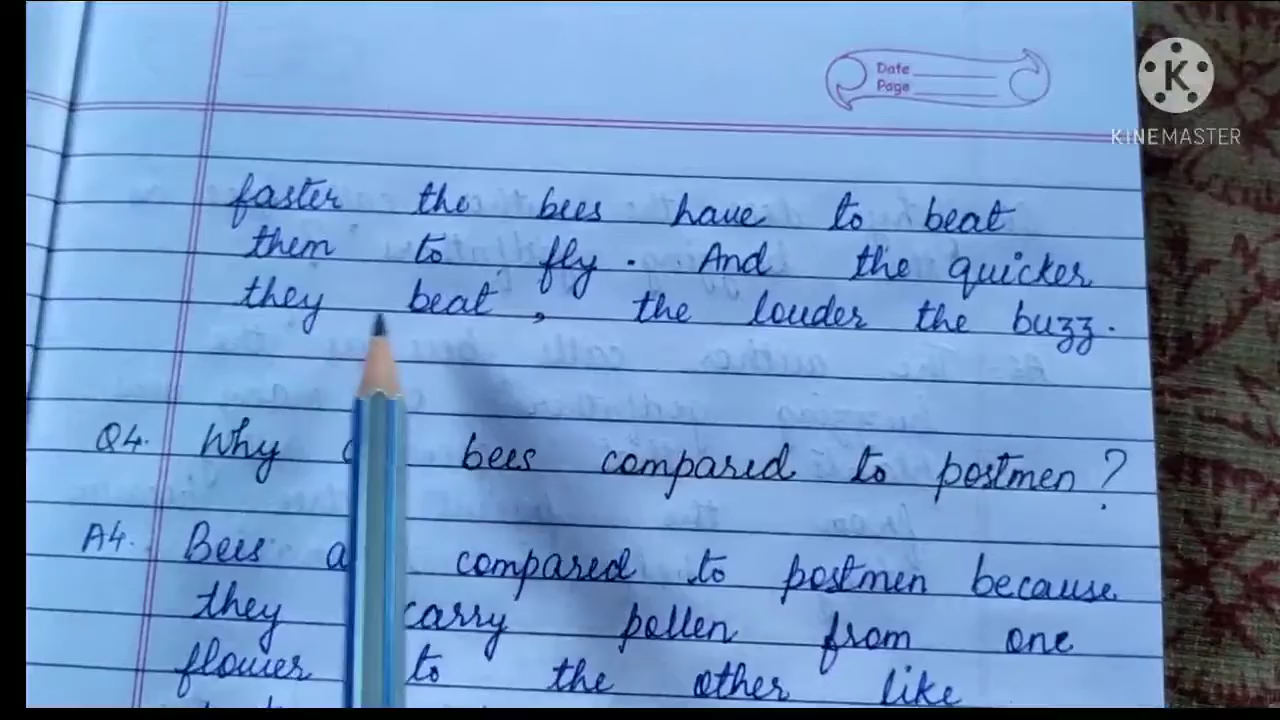 Date
Page
KINEMASTER
faster the bees have to beat
them to fly. And the quicker
they beat, the louder the buzz.
Q4. Why bees compared to postmen?
A4. Bees compared to postmen because
they carry pollen from one
flower to the other like